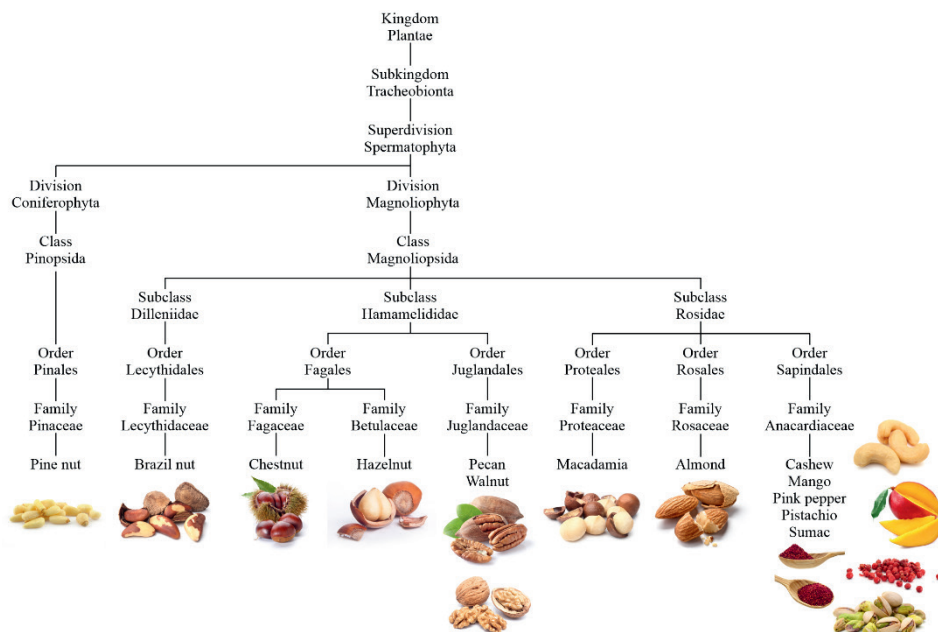 Kingdom
Plantae
Subkingdom
Tracheobionta
Superdivision
Spermatophyta
Division
Coniferophyta
Division
Magnoliophyta
Class
Pinopsida
Class
Magnoliopsida
Subclass
Dilleniidae
Subclass
Hamamelididae
Subclass
Rosidae
Order
Pinales
Order
Lecythidales
Order
Fagales
Order
Juglandales
Order
Proteales
Order
Rosales
Order
Sapindales
Family
Pinaceae
Family
Lecythidaceae
Family
Fagaceae
Family
Betulaceae
Family
Juglandaceae
Family
Proteaceae
Family
Rosaceae
Family
Anacardiaceae
Pine nut
Brazil nut
Chestnut
Hazelnut
Pecan
Walnut
Macadamia
Almond
Cashew
Mango
Pink pepper
Pistachio
Sumac